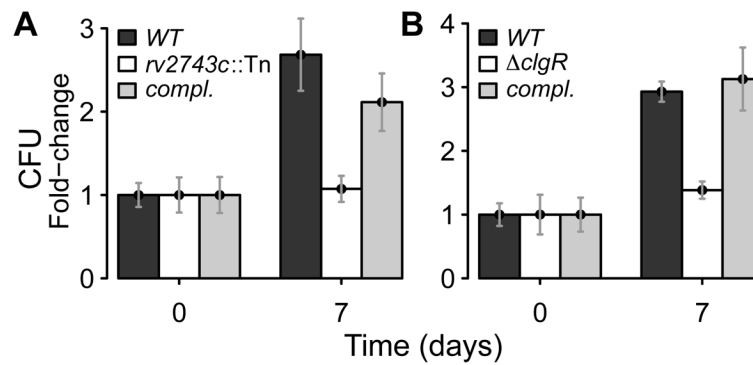 A
B
CFU
Fold−change
3
2
1
0
WT
rv2743c::Tn
compl.
0
7
4
3
2
1
0
WT
ΔclgR
compl.
0
7
Time (days)